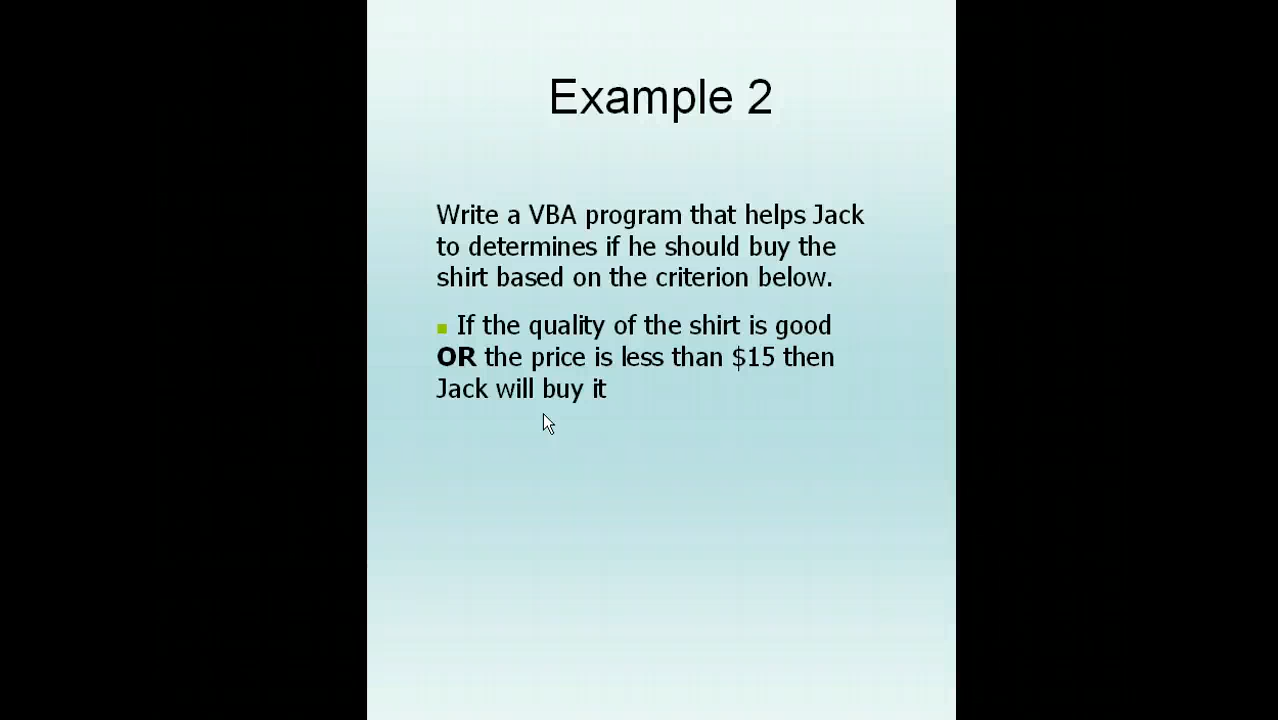 Example 2
Write a VBA program that helps Jack
to determines if he should buy the
shirt based on the criterion below.
If the quality of the shirt is good
OR the price is less than $15 then
Jack will buy it